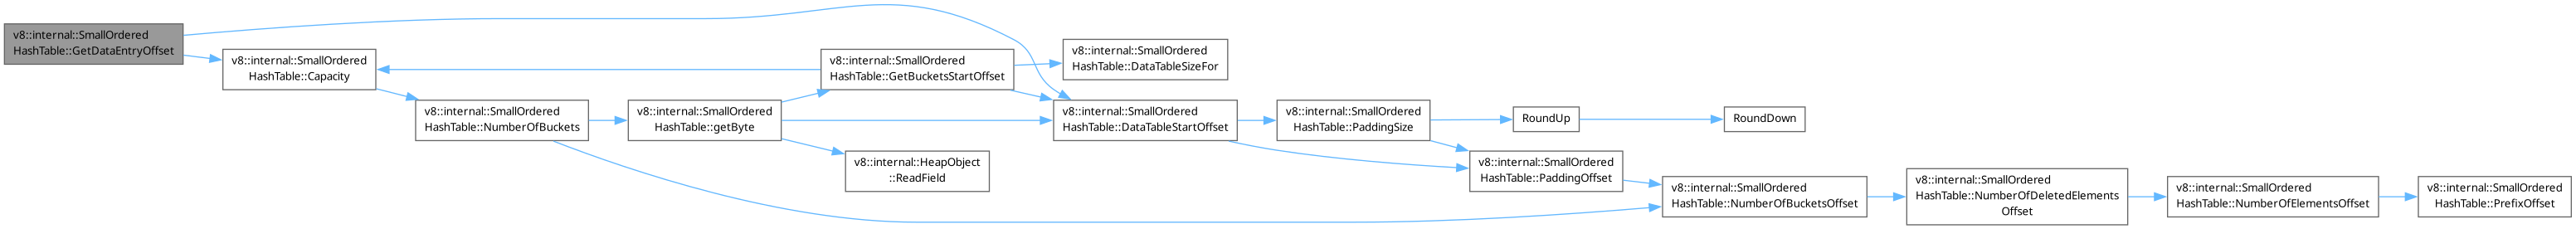 v8::internal::SmallOrdered
HashTable::GetDataEntryOffset
v8::internal::SmallOrdered
HashTable::Capacity
v8::internal::SmallOrdered
HashTable::NumberOfBuckets
v8::internal::SmallOrdered
HashTable::getByte
v8::internal::SmallOrdered
HashTable::GetBucketsStartOffset
v8::internal::HeapObject
::ReadField
v8::internal::SmallOrdered
HashTable::DataTableSizeFor
v8::internal::SmallOrdered
HashTable::DataTableStartOffset
v8::internal::SmallOrdered
HashTable::PaddingSize
v8::internal::SmallOrdered
HashTable::PaddingOffset
RoundUp
RoundDown
v8::internal::SmallOrdered
HashTable::NumberOfBucketsOffset
v8::internal::SmallOrdered
HashTable::NumberOfDeletedElements
Offset
v8::internal::SmallOrdered
HashTable::NumberOfElementsOffset
v8::internal::SmallOrdered
HashTable::PrefixOffset